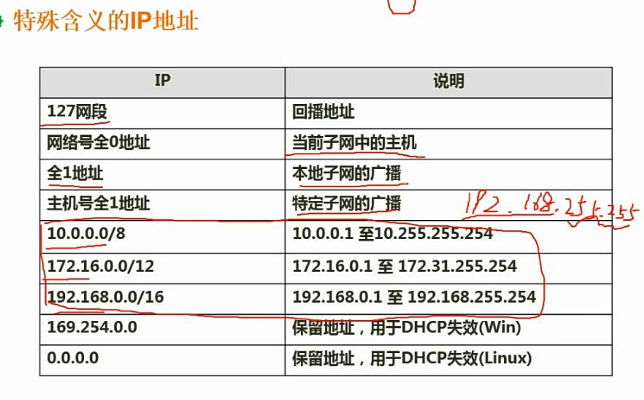 特殊含义的IP地址
IP 说明
127网段 回播地址
网络号全0地址 当前子网中的主机
全1地址 本地子网的广播
主机号全1地址 特定子网的广播
192.168.255.255
10.0.0.0/8 10.0.0.1 至10.255.255.254
172.16.0.0/12 172.16.0.1 至 172.31.255.254
192.168.0.0/16 192.168.0.1 至 192.168.255.254
169.254.0.0 保留地址，用于DHCP失效(Win)
0.0.0.0 保留地址，用于DHCP失效(Linux)